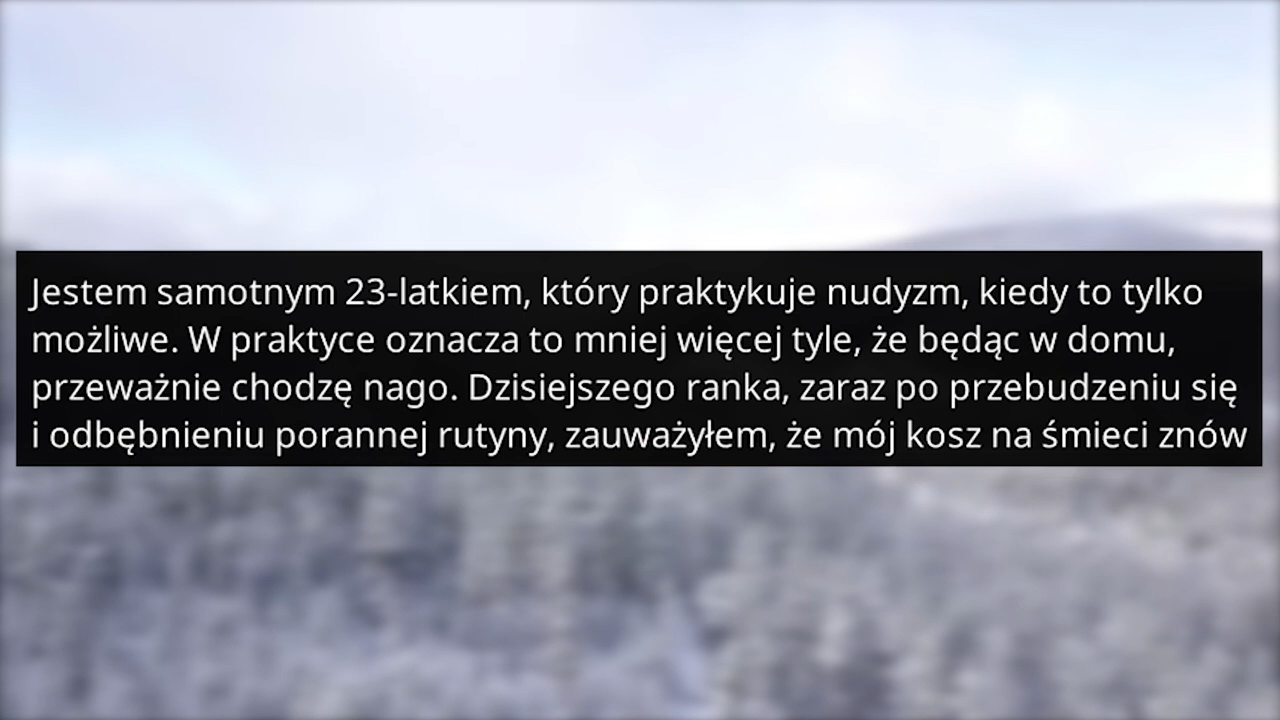 Jestem samotnym 23-latkiem, który praktykuje nudyzm, kiedy to tylko
możliwe. W praktyce oznacza to mniej więcej tyle, że będąc w domu,
przeważnie chodzę nago. Dzisiejszego ranka, zaraz po przebudzeniu się
i odbębnieniu porannej rutyny, zauważyłem, że mój kosz na śmieci znów